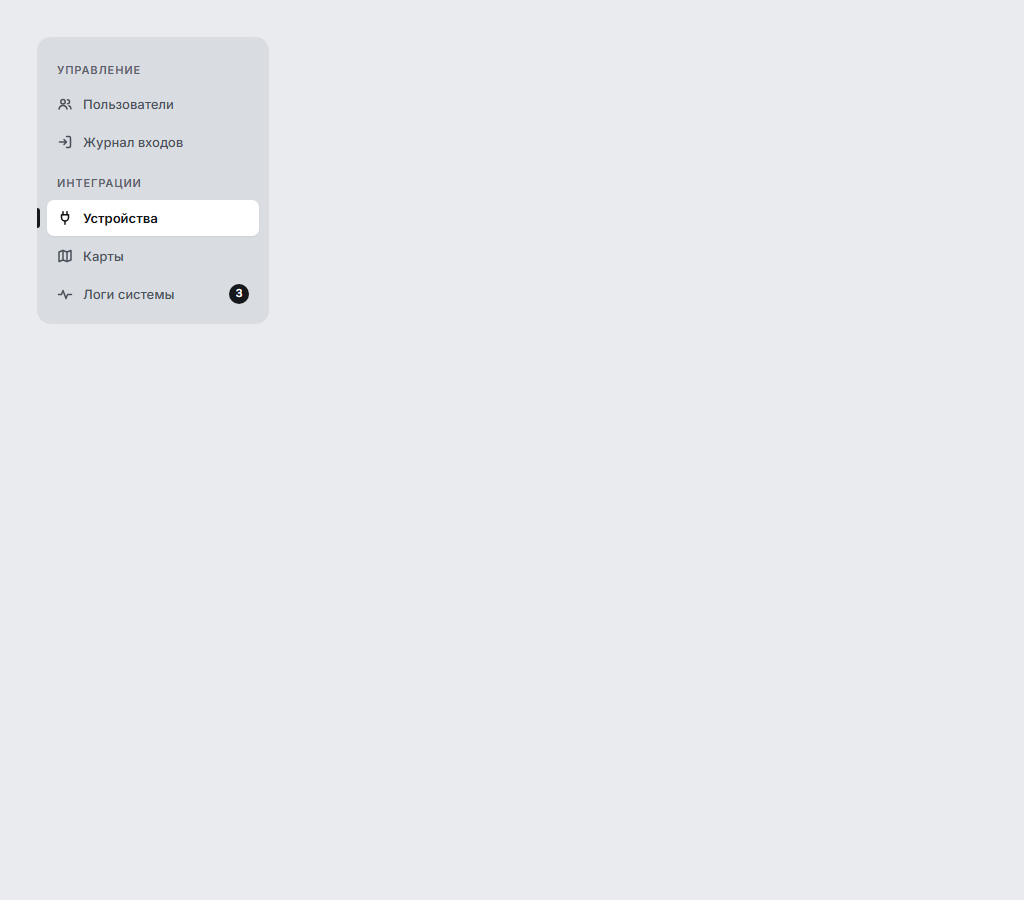 УПРАВЛЕНИЕ
Пользователи
Журнал входов
ИНТЕГРАЦИИ
Устройства
Карты
Логи системы 3